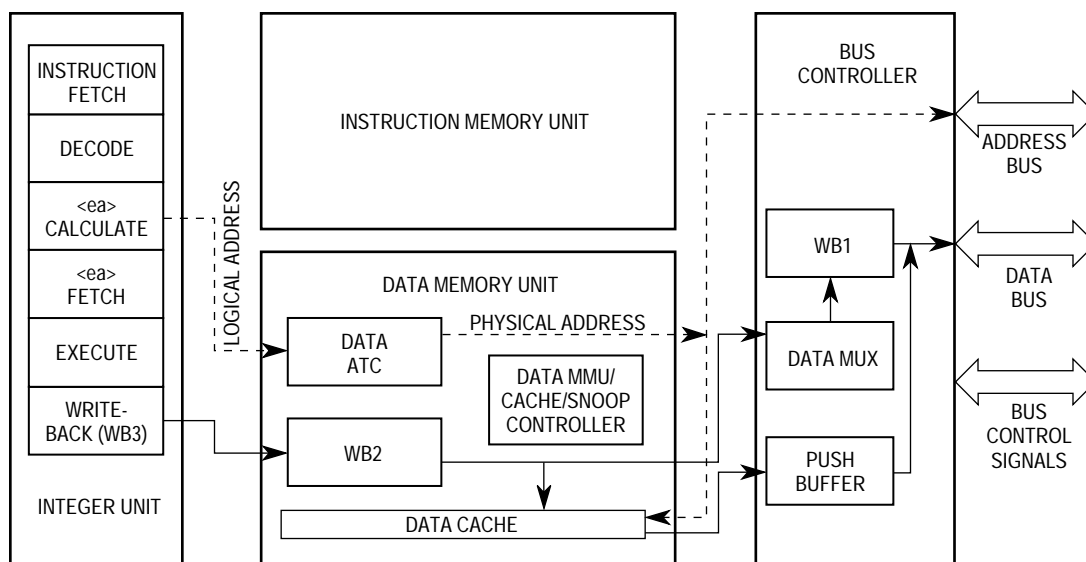 INSTRUCTION
FETCH
DECODE
<ea>
CALCULATE
<ea>
FETCH
EXECUTE
WRITE-
BACK (WB3)
INTEGER UNIT
LOGICAL ADDRESS
INSTRUCTION MEMORY UNIT
DATA MEMORY UNIT
DATA
ATC
PHYSICAL ADDRESS
DATA MMU/
CACHE/SNOOP
CONTROLLER
WB2
DATA CACHE
BUS
CONTROLLER
WB1
DATA MUX
PUSH
BUFFER
ADDRESS
BUS
DATA
BUS
BUS
CONTROL
SIGNALS